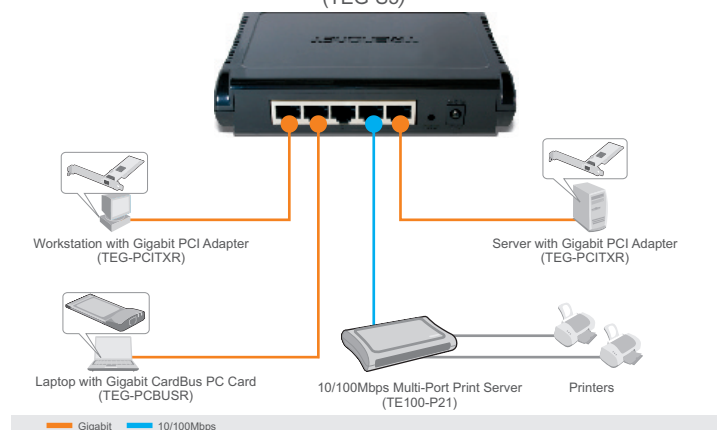 Workstation with Gigabit PCI Adapter
(TEG-PCITXR)
Server with Gigabit PCI Adapter
(TEG-PCITXR)
Laptop with Gigabit CardBus PC Card
(TEG-PCBUSR)
10/100Mbps Multi-Port Print Server
(TE100-P21)
Printers
Gigabit
10/100Mbps